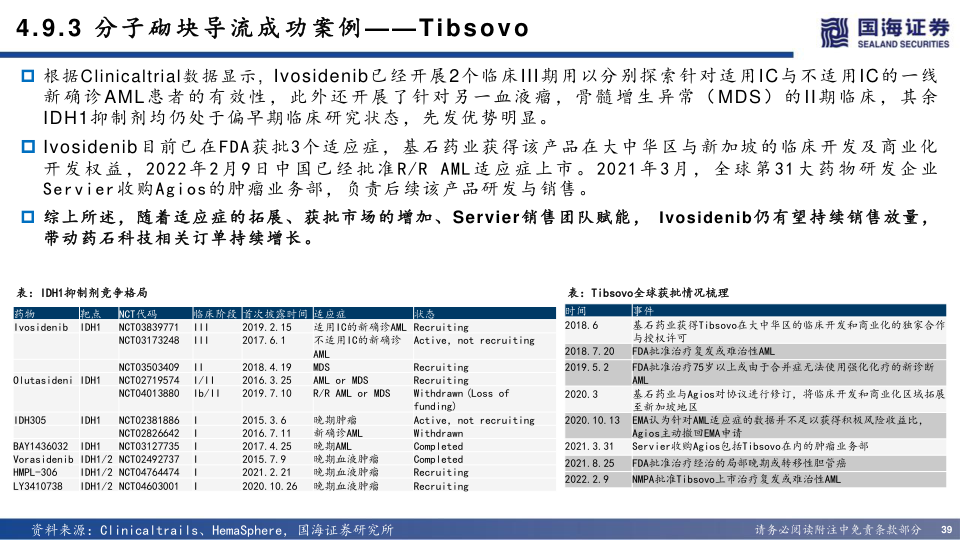 4.9.3 分子砌块导流成功案例——Tibsovo
国海证券
SEALAND SECURITIES
根据Clinicaltrial数据显示，Ivosidenib已经开展2个临床III期用以分别探索针对适用IC与不适用IC的一线
新确诊AML患者的有效性，此外还开展了针对另一血液瘤，骨髓增生异常（MDS）的II期临床，其余
IDH1抑制剂均仍处于偏早期临床研究状态，先发优势明显。
Ivosidenib目前已在FDA获批3个适应症，基石药业获得该产品在大中华区与新加坡的临床开发及商业化
开发权益，2022年2月9日中国已经批准R/R AML适应症上市。2021年3月，全球第31大药物研发企业
Servier收购Agios的肿瘤业务部，负责后续该产品研发与销售。
综上所述，随着适应症的拓展、获批市场的增加、Servier销售团队赋能， Ivosidenib仍有望持续销售放量，
带动药石科技相关订单持续增长。
表：IDH1抑制剂竞争格局
药物 靶点 NCT代码 临床阶段 首次披露时间 适应症 状态
Ivosidenib IDH1 NCT03839771 III 2019.2.15 适用IC的新确诊AML Recruiting
NCT03173248 III 2017.6.1 不适用IC的新确诊 Active, not recruiting
AML
NCT03503409 II 2018.4.19 MDS Recruiting
Olutasideni IDH1 NCT02719574 I/II 2016.3.25 AML or MDS Recruiting
NCT04013880 Ib/II 2019.7.10 R/R AML or MDS Withdrawn(Loss of
funding)
IDH305 IDH1 NCT02381886 I 2015.3.6 晚期肿瘤 Active, not recruiting
NCT02826642 I 2016.7.11 新确诊AML Withdrawn
BAY1436032 IDH1 NCT03127735 I 2017.4.25 晚期AML Completed
Vorasidenib IDH1/2 NCT02492737 I 2015.7.9 晚期血液肿瘤 Completed
HMPL-306 IDH1/2 NCT04764474 I 2021.2.21 晚期血液肿瘤 Recruiting
LY3410738 IDH1/2 NCT04603001 I 2020.10.26 晚期血液肿瘤 Recruiting
表：Tibsovo全球获批情况梳理
时间 事件
2018.6 基石药业获得Tibsovo在大中华区的临床开发和商业化的独家合作
与授权许可
2018.7.20 FDA批准治疗复发或难治性AML
2019.5.2 FDA批准治疗75岁以上或由于合并症无法使用强化化疗的新诊断
AML
2020.3 基石药业与Agios对协议进行修订，将临床开发和商业化区域拓展
至新加坡地区
2020.10.13 EMA认为针对AML适应症的数据并不足以获得积极风险收益比，
Agios主动撤回EMA申请
2021.3.31 Servier收购Agios包括Tibsovo在内的肿瘤业务部
2021.8.25 FDA批准治疗经治的局部晚期或转移性胆管癌
2022.2.9 NMPA批准Tibsovo上市治疗复发或难治性AML
资料来源：Clinicaltrails、HemaSphere，国海证券研究所
请务必阅读附注中免责条款部分 39